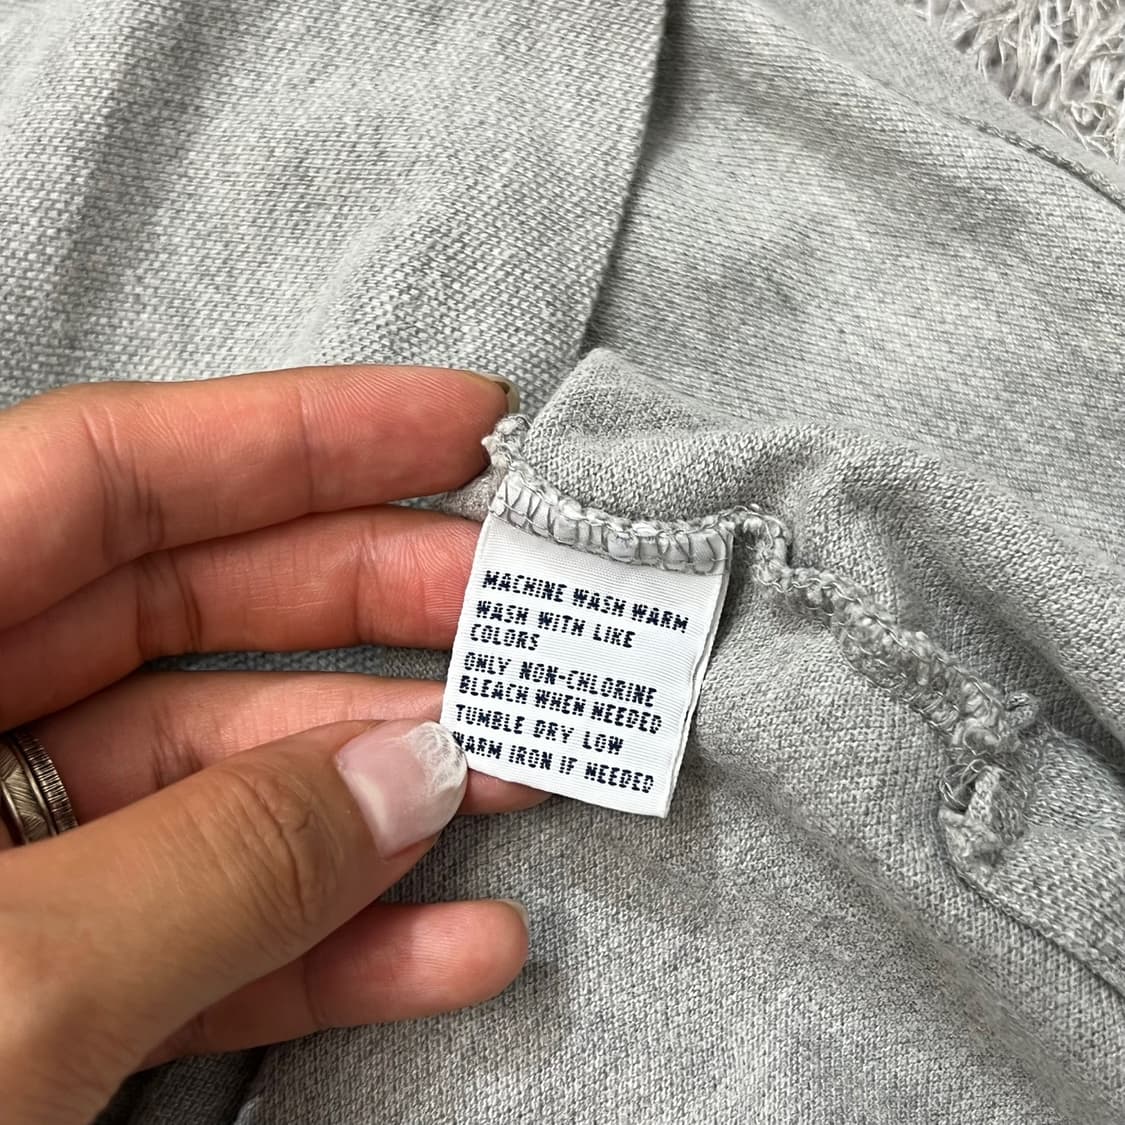 MACHINE WASH WARM
WASH WITH LIKE
COLORS
ONLY NON-CHLORINE
BLEACH WHEN NEEDED
TUMBLE DRY LOW
WARM IRON IF NEEDED